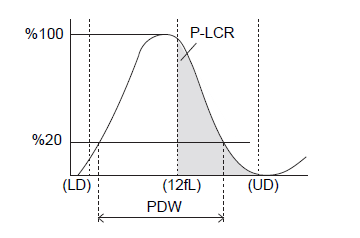 %100
P-LCR
%20
(LD) (12fL) (UD)
PDW